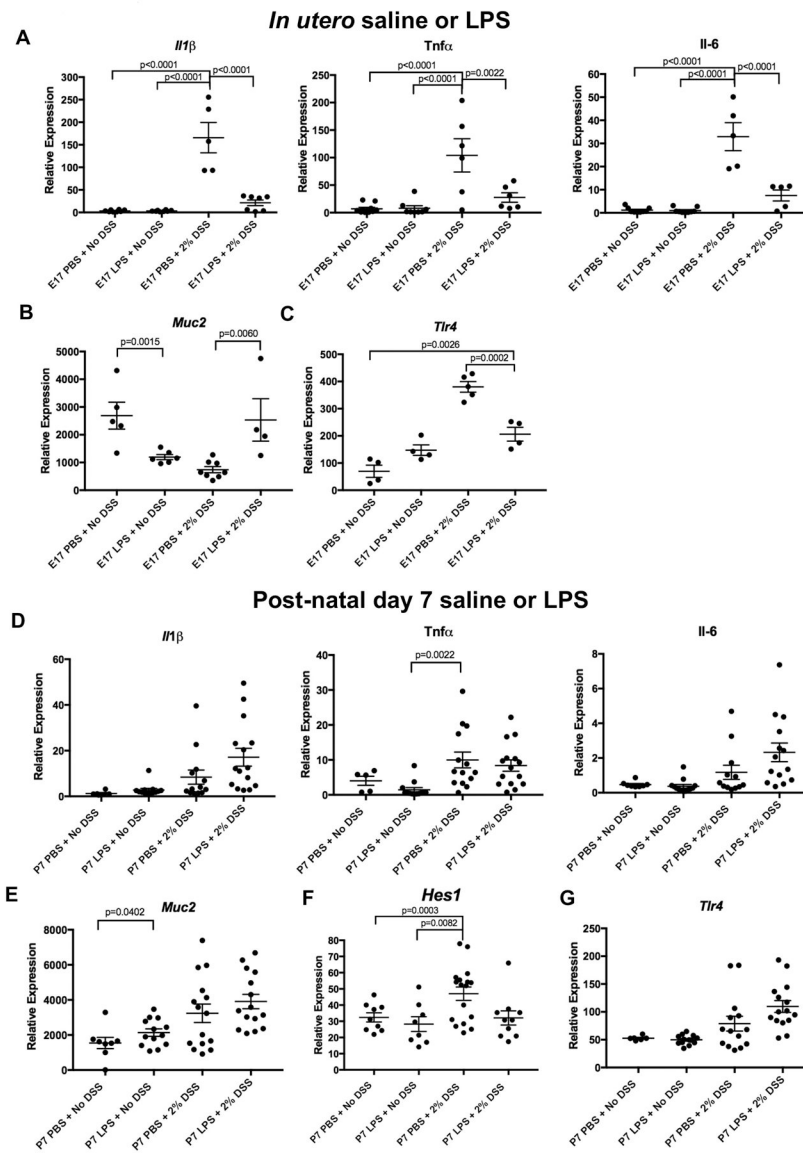 In utero saline or LPS
A
Il1β
Tnfα
Il-6
p<0.0001
p<0.0001
p<0.0001
p<0.0001
p<0.0001
p=0.0022
p<0.0001
p<0.0001
p<0.0001
Relative Expression
300
250
200
150
100
50
0
Relative Expression
250
200
150
100
50
0
Relative Expression
60
50
40
30
20
10
0
E17 PBS + No DSS
E17 LPS + No DSS
E17 PBS + 2% DSS
E17 LPS + 2% DSS
E17 PBS + No DSS
E17 LPS + No DSS
E17 PBS + 2% DSS
E17 LPS + 2% DSS
E17 PBS + No DSS
E17 LPS + No DSS
E17 PBS + 2% DSS
E17 LPS + 2% DSS
B
Muc2
p=0.0015
p=0.0060
Relative Expression
5000
4000
3000
2000
1000
0
E17 PBS + No DSS
E17 LPS + No DSS
E17 PBS + 2% DSS
E17 LPS + 2% DSS
C
Tlr4
p=0.0026
p=0.0002
Relative Expression
400
300
200
100
0
E17 PBS + No DSS
E17 LPS + No DSS
E17 PBS + 2% DSS
E17 LPS + 2% DSS
Post-natal day 7 saline or LPS
D
Il1β
Tnfα
Il-6
p=0.0022
Relative Expression
60
40
20
0
Relative Expression
40
30
20
10
0
Relative Expression
8
6
4
2
0
P7 PBS + No DSS
P7 LPS + No DSS
P7 PBS + 2% DSS
P7 LPS + 2% DSS
P7 PBS + No DSS
P7 LPS + No DSS
P7 PBS + 2% DSS
P7 LPS + 2% DSS
P7 PBS + No DSS
P7 LPS + No DSS
P7 PBS + 2% DSS
P7 LPS + 2% DSS
E
Muc2
p=0.0402
Relative Expression
8000
6000
4000
2000
0
P7 PBS + No DSS
P7 LPS + No DSS
P7 PBS + 2% DSS
P7 LPS + 2% DSS
F
Hes1
p=0.0003
p=0.0082
Relative Expression
80
70
60
50
40
30
20
10
0
P7 PBS + No DSS
P7 LPS + No DSS
P7 PBS + 2% DSS
P7 LPS + 2% DSS
G
Tlr4
Relative Expression
250
200
150
100
50
0
P7 PBS + No DSS
P7 LPS + No DSS
P7 PBS + 2% DSS
P7 LPS + 2% DSS